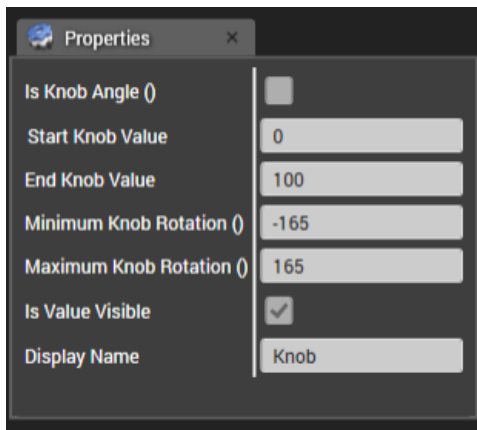 Properties ×
Is Knob Angle ()
Start Knob Value 0
End Knob Value 100
Minimum Knob Rotation () -165
Maximum Knob Rotation () 165
Is Value Visible
Display Name Knob